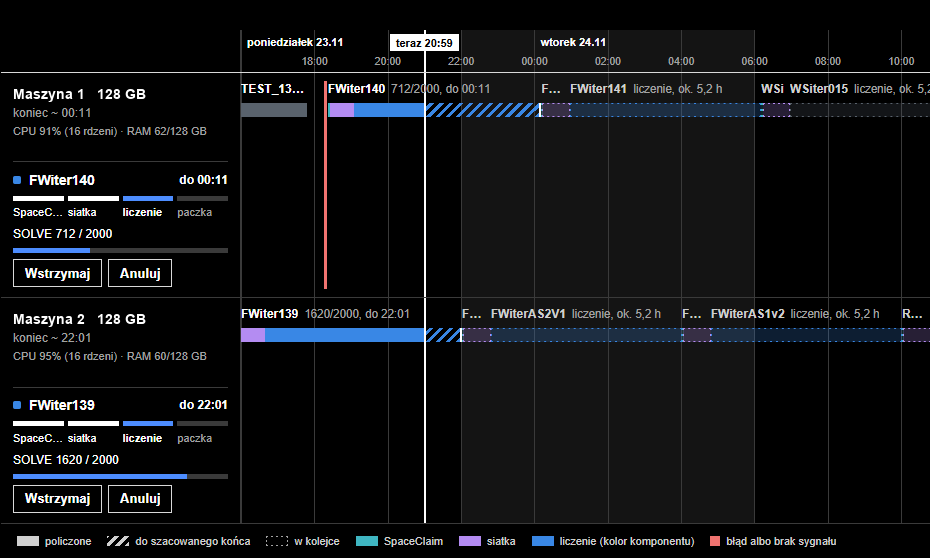 poniedziałek 23.11
teraz 20:59
wtorek 24.11
18:00 20:00 22:00 00:00 02:00 04:00 06:00 08:00 10:00
Maszyna 1 128 GB
koniec ~ 00:11
CPU 91% (16 rdzeni) · RAM 62/128 GB
TEST_13… FWiter140 712/2000, do 00:11 F… FWiter141 liczenie, ok. 5,2 h WSi WSiter015 liczenie, ok. 5,2
FWiter140 do 00:11
SpaceC… siatka liczenie paczka
SOLVE 712 / 2000
Wstrzymaj Anuluj
Maszyna 2 128 GB
koniec ~ 22:01
CPU 95% (16 rdzeni) · RAM 60/128 GB
FWiter139 1620/2000, do 22:01 F… FWiterAS2V1 liczenie, ok. 5,2 h F… FWiterAS1v2 liczenie, ok. 5,2 h R…
FWiter139 do 22:01
SpaceC… siatka liczenie paczka
SOLVE 1620 / 2000
Wstrzymaj Anuluj
policzone do szacowanego końca w kolejce SpaceClaim siatka liczenie (kolor komponentu) błąd albo brak sygnału